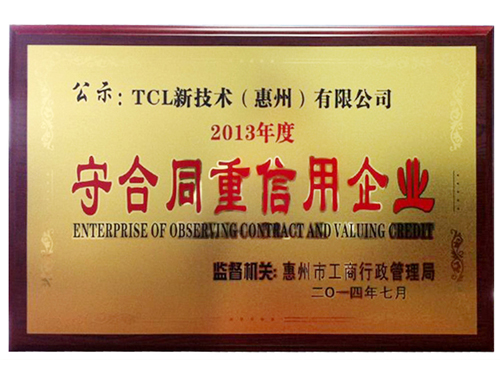 公示：TCL新技术（惠州）有限公司
2013年度
守合同重信用企业
ENTERPRISE OF OBSERVING CONTRACT AND VALUING CREDIT
监督机关：惠州市工商行政管理局
二〇一四年七月